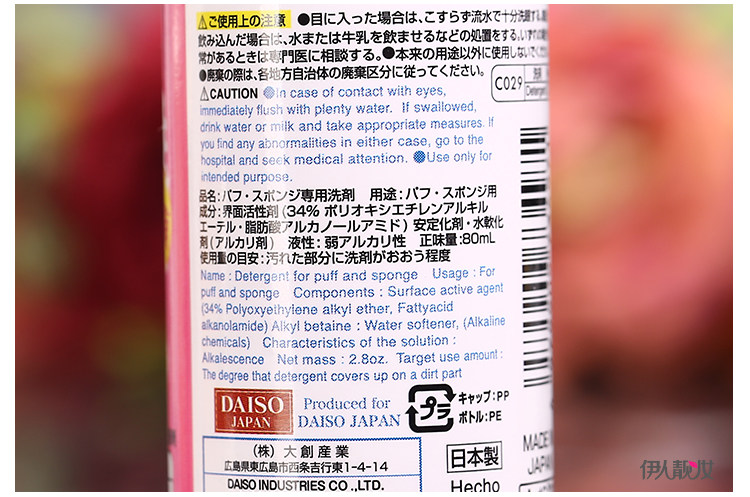 ⚠ご使用上の注意 ●目に入った場合は、こすらず流水で十分洗眼する
飲み込んだ場合は、水または牛乳を飲ませるなどの処置をする。いずれの
常があるときは専門医に相談する。●本来の用途以外に使用しない
●廃棄の際は、各地方自治体の廃棄区分に従ってください。
⚠CAUTION ●In case of contact with eyes,
immediately flush with plenty water. If swallowed,
drink water or milk and take appropriate measures. If
you find any abnormalities in either case, go to the
hospital and seek medical attention. ●Use only for
intended purpose.
C029 洗剤
Detergent
品名：パフ・スポンジ専用洗剤 用途：パフ・スポンジ用
成分：界面活性剤（34% ポリオキシエチレンアルキル
エーテル・脂肪酸アルカノールアミド）安定化剤・水軟化
剤（アルカリ剤） 液性：弱アルカリ性 正味量：80mL
使用量の目安：汚れた部分に洗剤がおおう程度
Name : Detergent for puff and sponge Usage : For
puff and sponge Components : Surface active agent
(34% Polyoxyethylene alkyl ether, Fattyacid
alkanolamide) Alkyl betaine : Water softener, (Alkaline
chemicals) Characteristics of the solution :
Alkalescence Net mass : 2.8oz. Target use amount :
The degree that detergent covers up on a dirt part
DAISO
JAPAN
Produced for
DAISO JAPAN
プラ
キャップ：PP
ボトル：PE
（株）大創産業
広島県東広島市西条吉行東1-4-14
DAISO INDUSTRIES CO.,LTD.
日本製
Hecho
MADE
JAPAN
伊人靓妆